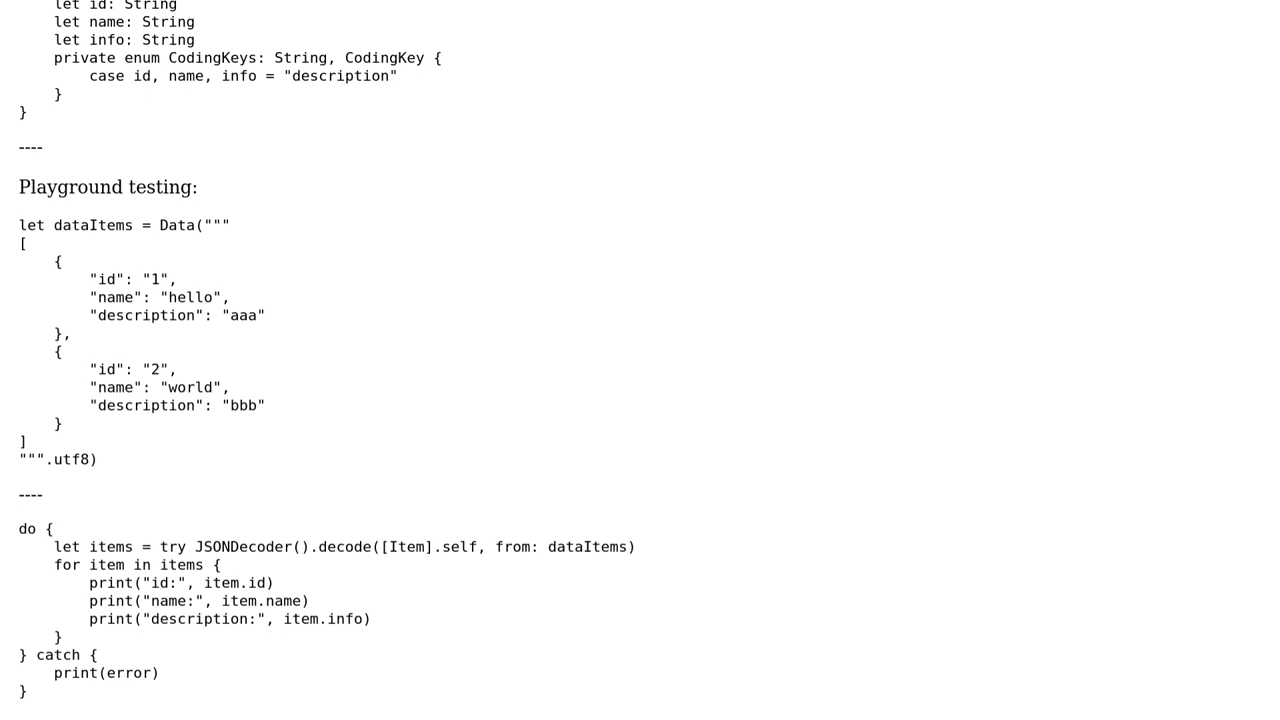 let id: String
    let name: String
    let info: String
    private enum CodingKeys: String, CodingKey {
        case id, name, info = "description"
    }
}
----
Playground testing:
let dataItems = Data("""
[
    {
        "id": "1",
        "name": "hello",
        "description": "aaa"
    },
    {
        "id": "2",
        "name": "world",
        "description": "bbb"
    }
]
""".utf8)
----
do {
    let items = try JSONDecoder().decode([Item].self, from: dataItems)
    for item in items {
        print("id:", item.id)
        print("name:", item.name)
        print("description:", item.info)
    }
} catch {
    print(error)
}